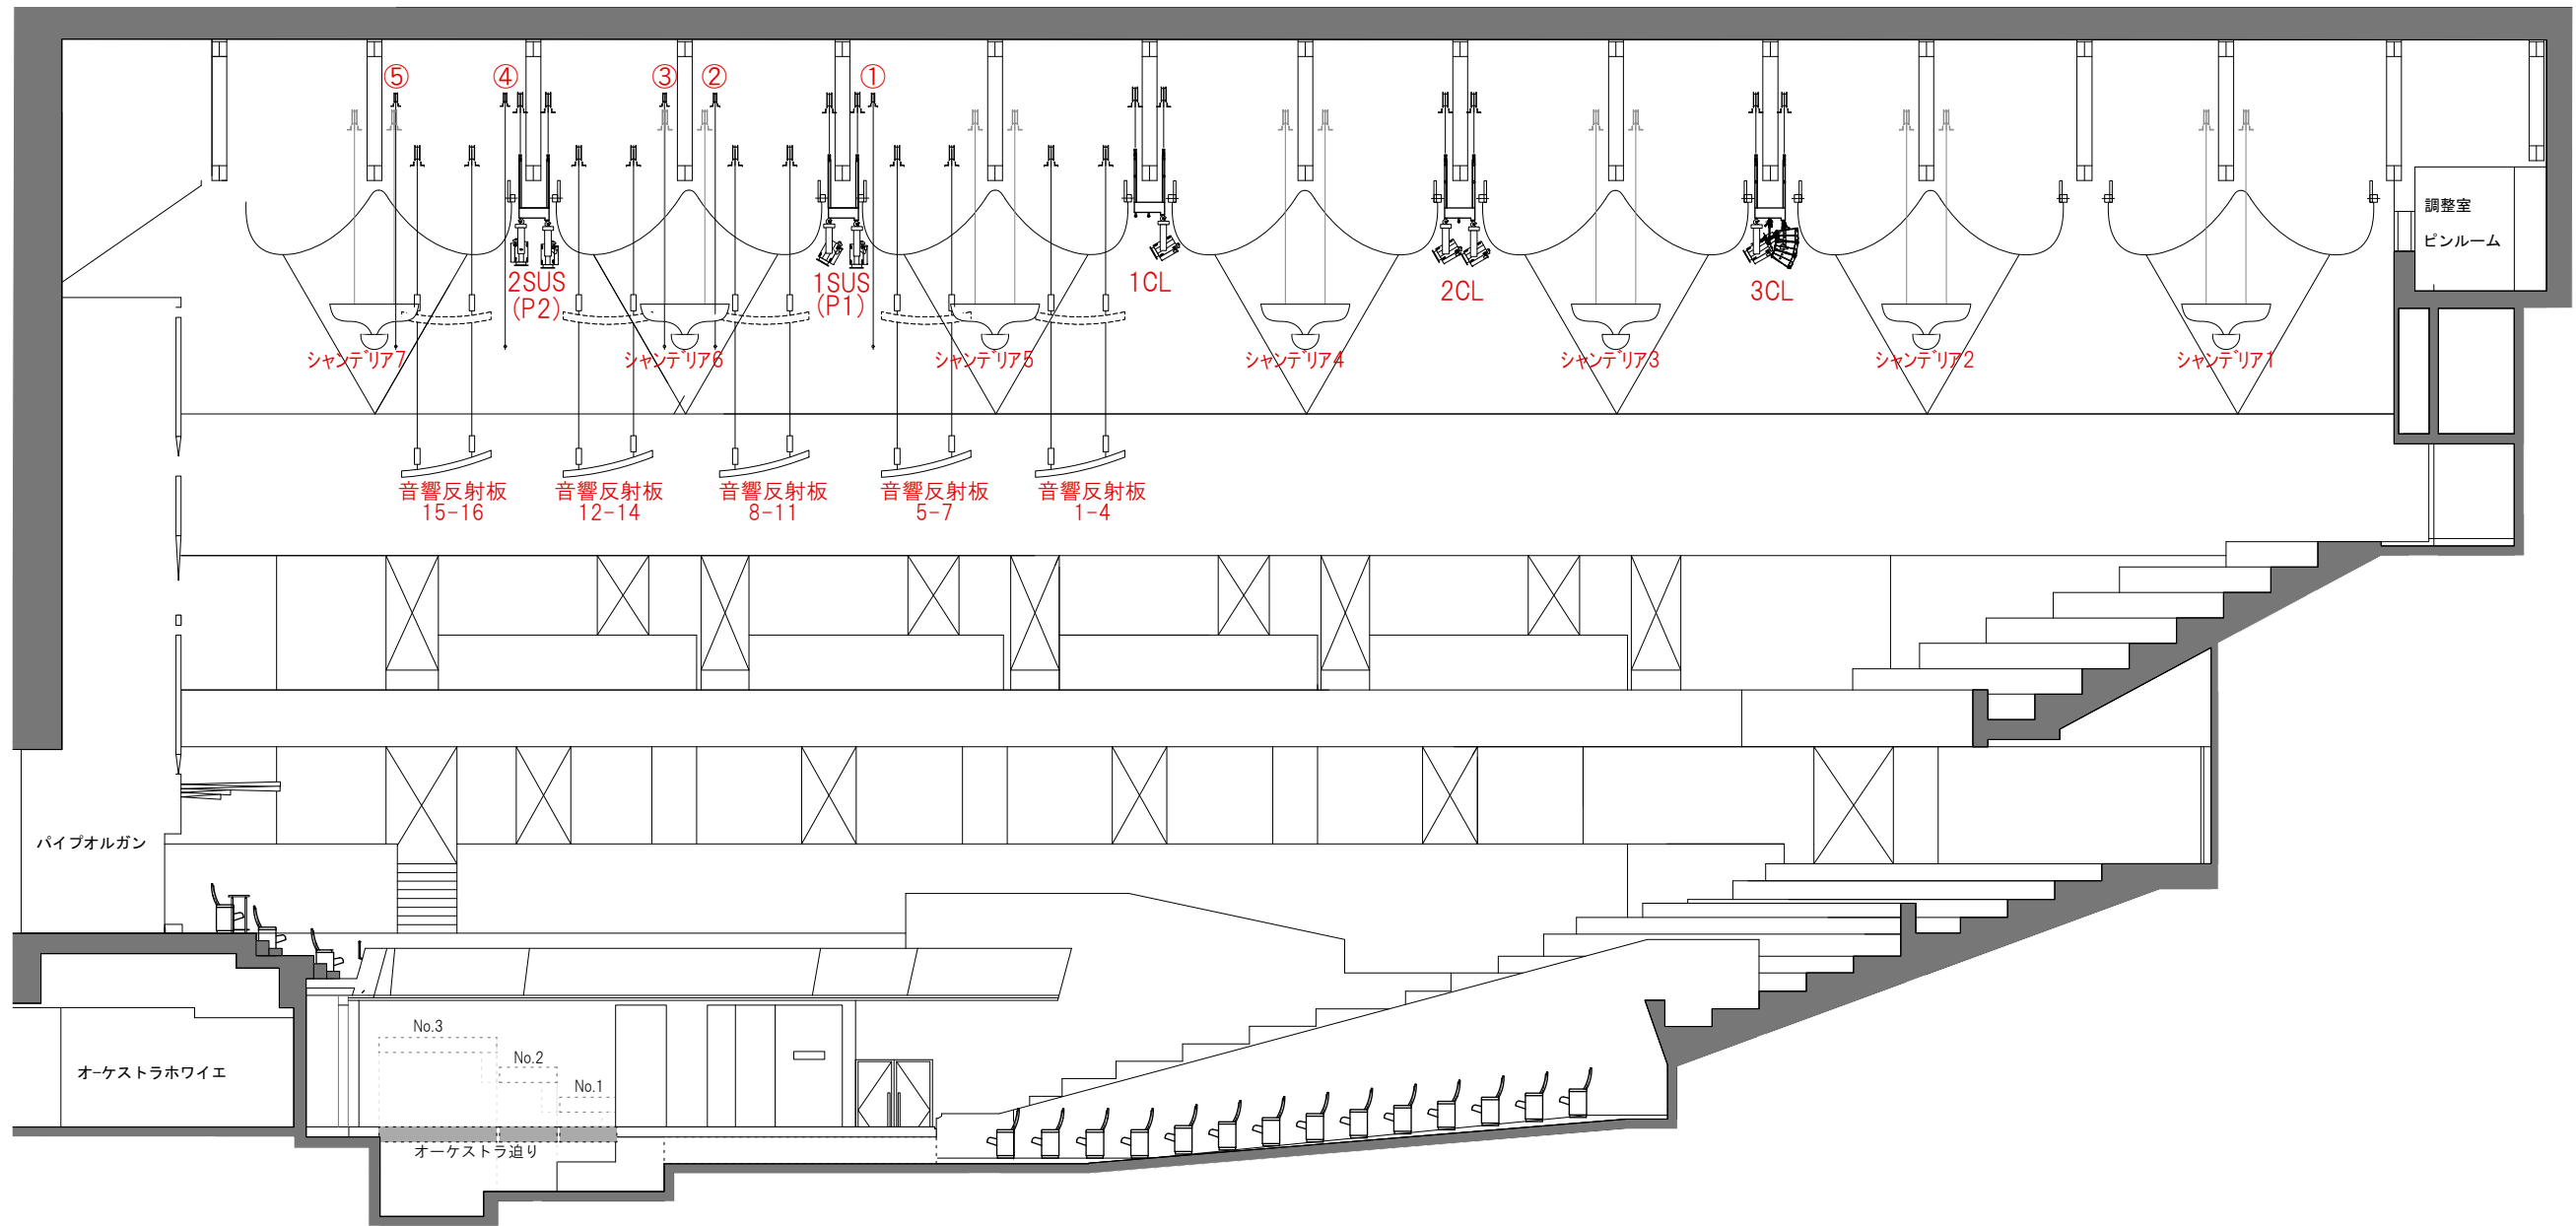 ⑤ ④ ③ ② ①
調整室
ピンルーム
2SUS
(P2)
1SUS
(P1)
1CL
2CL
3CL
シャンデリア7
シャンデリア6
シャンデリア5
シャンデリア4
シャンデリア3
シャンデリア2
シャンデリア1
音響反射板
15-16
音響反射板
12-14
音響反射板
8-11
音響反射板
5-7
音響反射板
1-4
パイプオルガン
No.3
No.2
No.1
オーケストラホワイエ
オーケストラ迫り